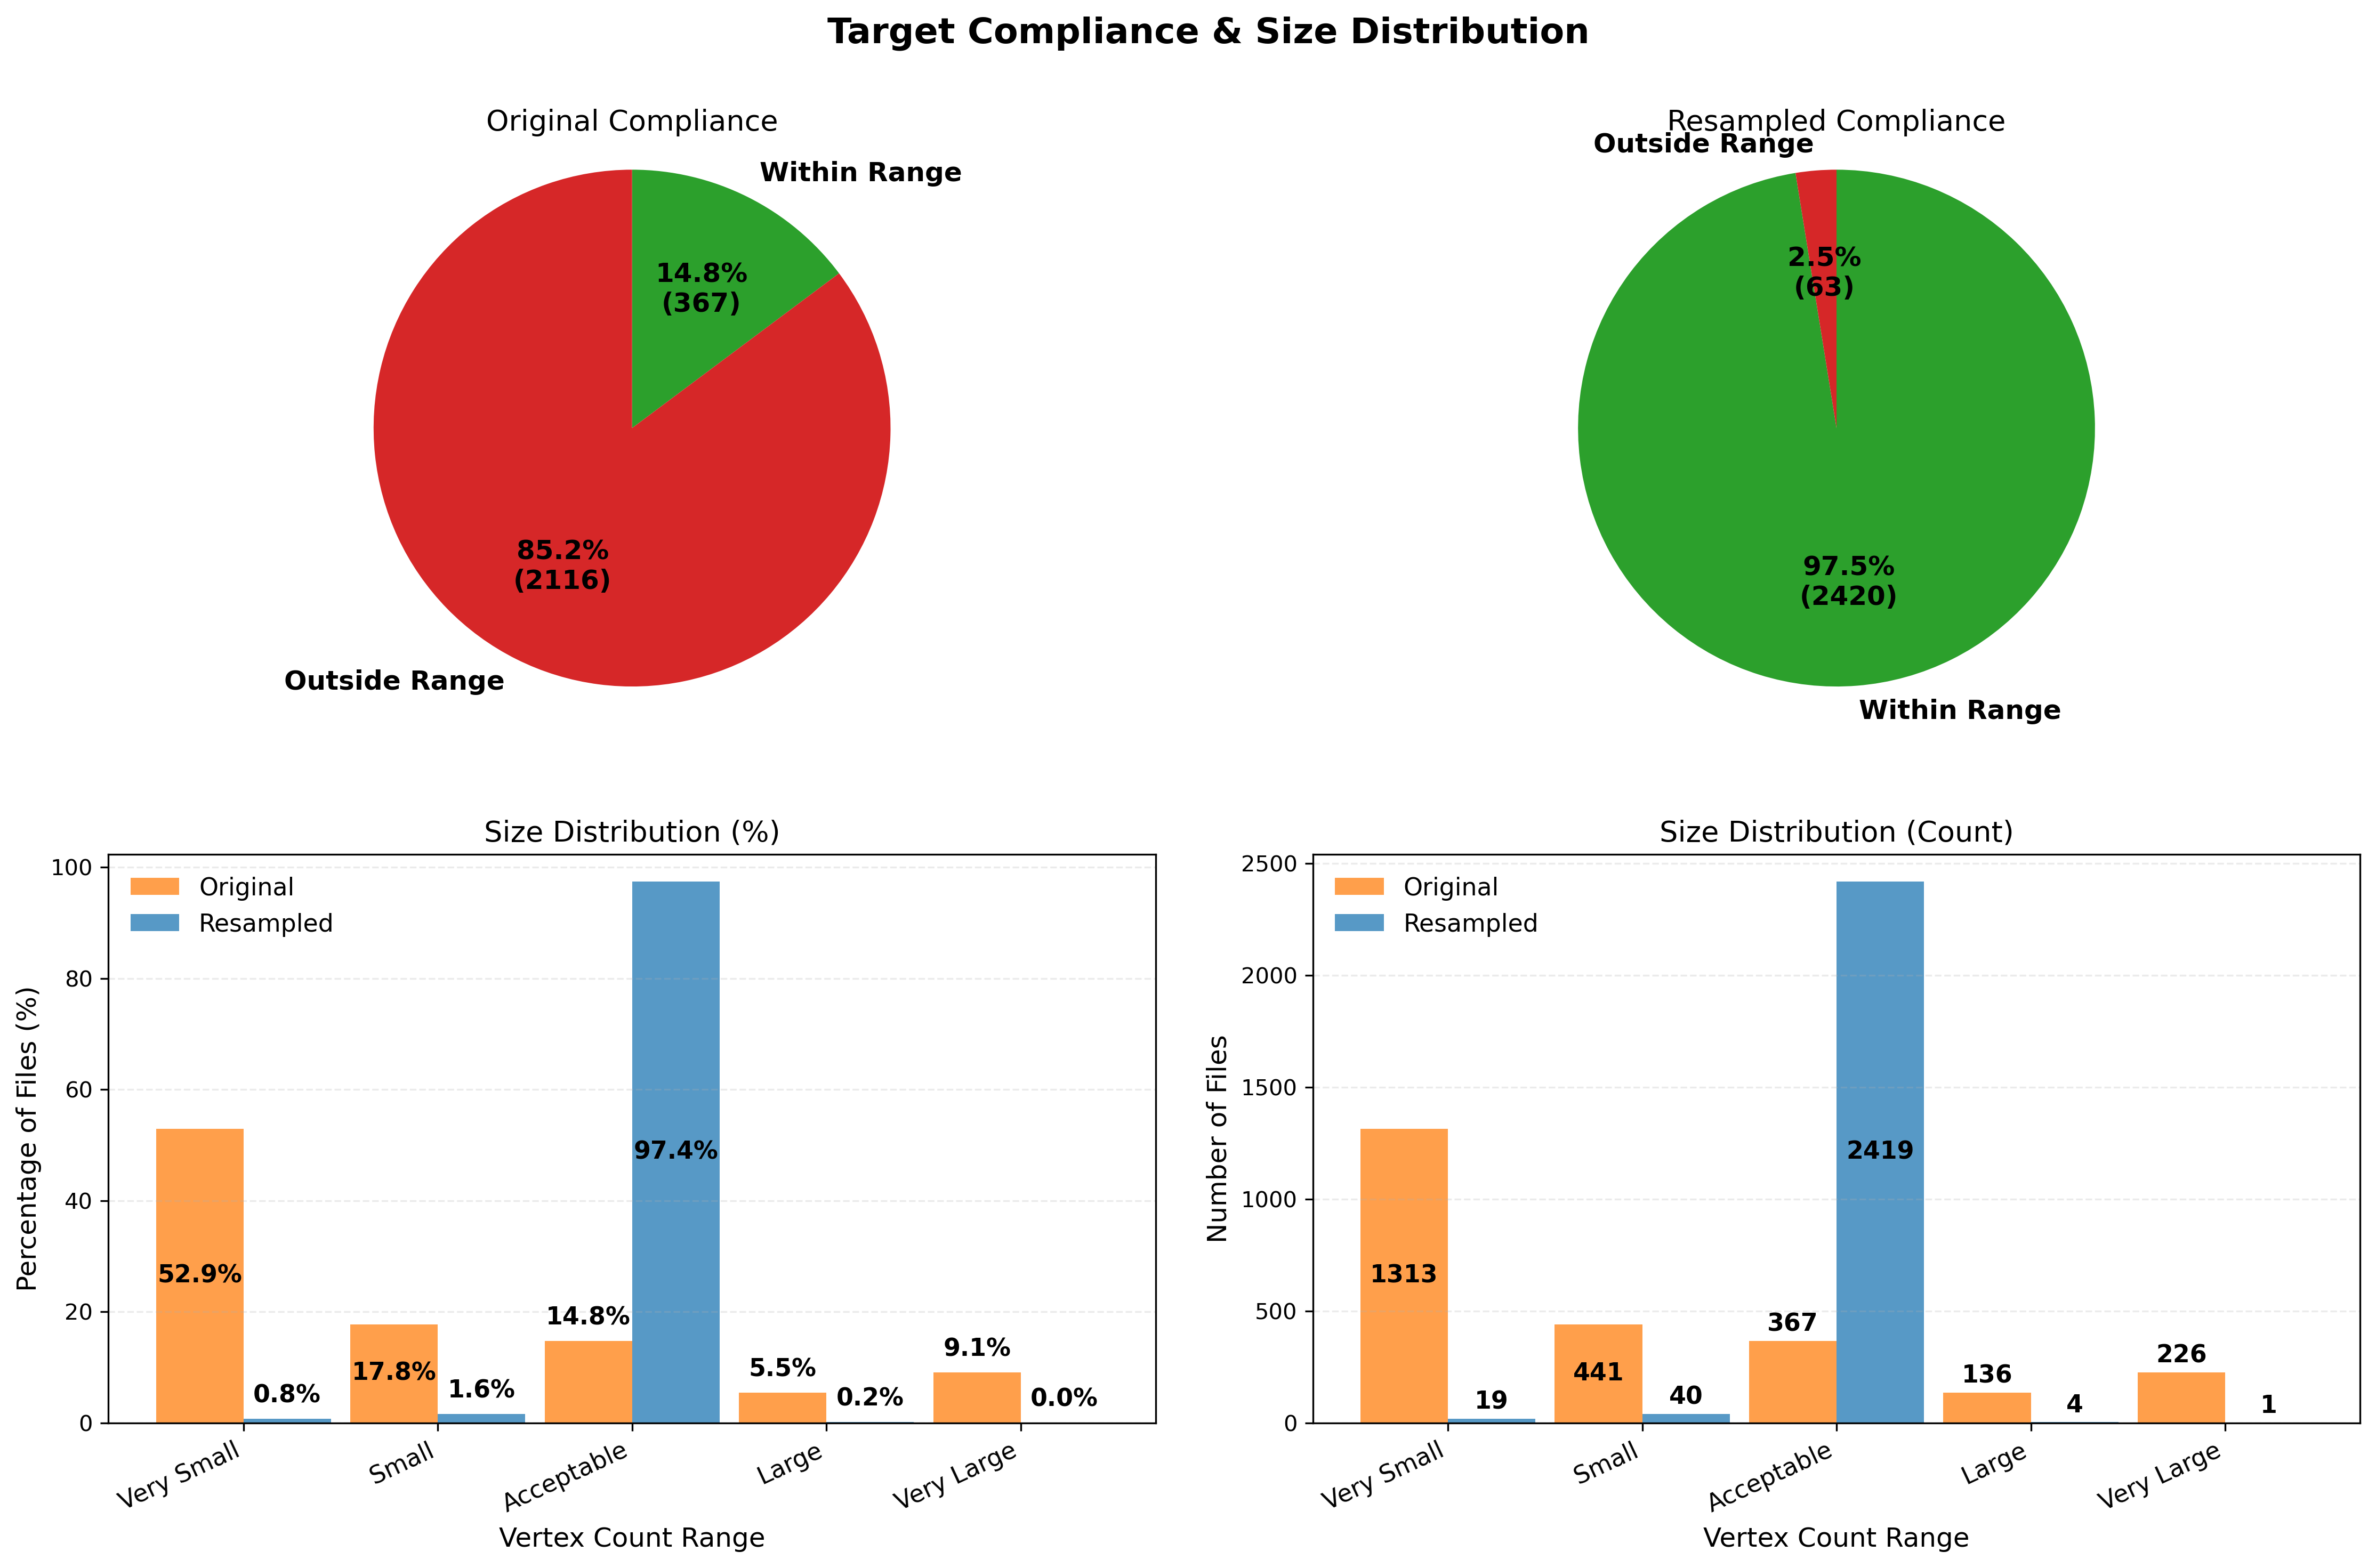 Target Compliance & Size Distribution
Original Compliance
Within Range
14.8%
(367)
85.2%
(2116)
Outside Range
Resampled Compliance
Outside Range
2.5%
(63)
97.5%
(2420)
Within Range
Size Distribution (%)
Percentage of Files (%)
100
80
60
40
20
0
Original
Resampled
52.9%
0.8%
17.8%
1.6%
14.8%
97.4%
5.5%
0.2%
9.1%
0.0%
Very Small
Small
Acceptable
Large
Very Large
Vertex Count Range
Size Distribution (Count)
Number of Files
2500
2000
1500
1000
500
0
Original
Resampled
1313
19
441
40
367
2419
136
4
226
1
Very Small
Small
Acceptable
Large
Very Large
Vertex Count Range